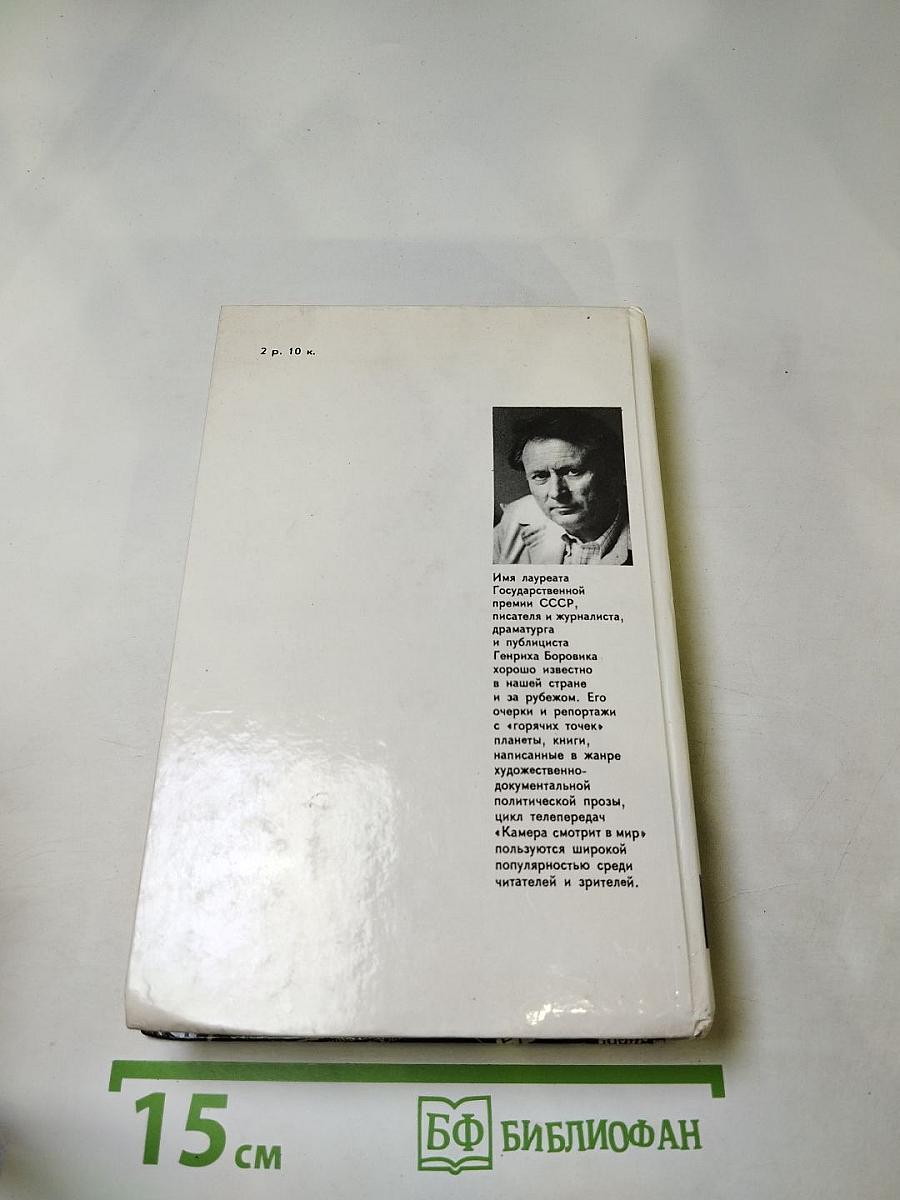 2 р. 10 к.
Имя лауреата
Государственной
премии СССР,
писателя и журналиста,
драматурга
и публициста
Генриха Боровика
хорошо известно
в нашей стране
и за рубежом. Его
очерки и репортажи
с «горячих точек»
планеты, книги,
написанные в жанре
художественно-
документальной
политической прозы,
цикл телепередач
«Камера смотрит в мир»
пользуются широкой
популярностью среди
читателей и зрителей.
15 см
БФ БИБЛИОФАН